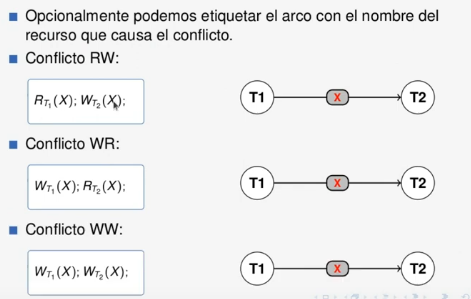 Opcionalmente podemos etiquetar el arco con el nombre del
recurso que causa el conflicto.
Conflicto RW:
R_{T_1}(X); W_{T_2}(X);
T1 X T2
Conflicto WR:
W_{T_1}(X); R_{T_2}(X);
T1 X T2
Conflicto WW:
W_{T_1}(X); W_{T_2}(X);
T1 X T2